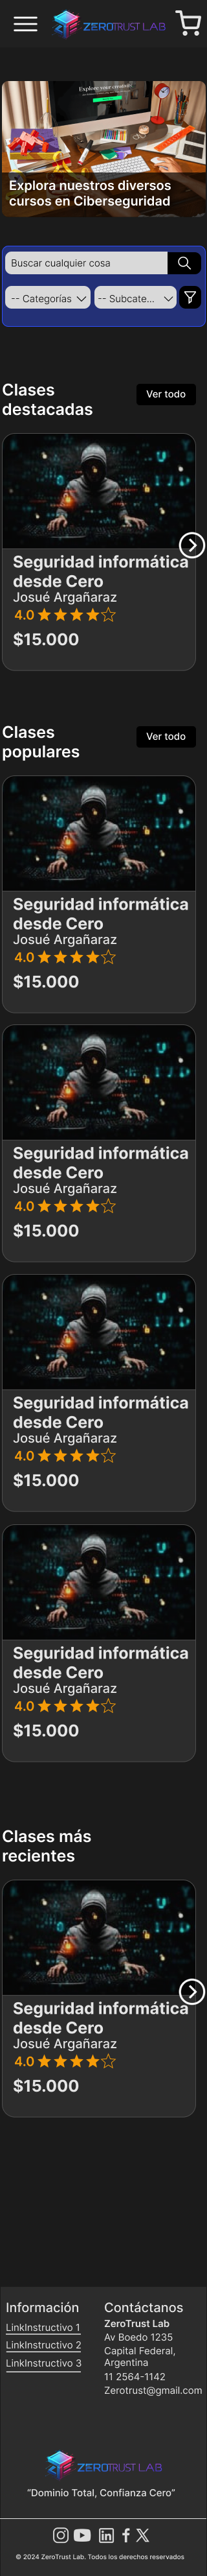 ZEROTRUST LAB
Explore your creativity
Explora nuestros diversos
cursos en Ciberseguridad
Buscar cualquier cosa
-- Categorías
-- Subcate...
Clases
destacadas
Ver todo
Seguridad informática
desde Cero
Josué Argañaraz
4.0
$15.000
Clases
populares
Ver todo
Seguridad informática
desde Cero
Josué Argañaraz
4.0
$15.000
Seguridad informática
desde Cero
Josué Argañaraz
4.0
$15.000
Seguridad informática
desde Cero
Josué Argañaraz
4.0
$15.000
Seguridad informática
desde Cero
Josué Argañaraz
4.0
$15.000
Clases más
recientes
Seguridad informática
desde Cero
Josué Argañaraz
4.0
$15.000
Información
LinkInstructivo 1
LinkInstructivo 2
LinkInstructivo 3
Contáctanos
ZeroTrust Lab
Av Boedo 1235
Capital Federal,
Argentina
11 2564-1142
Zerotrust@gmail.com
ZEROTRUST LAB
“Dominio Total, Confianza Cero”
© 2024 ZeroTrust Lab. Todos los derechos reservados